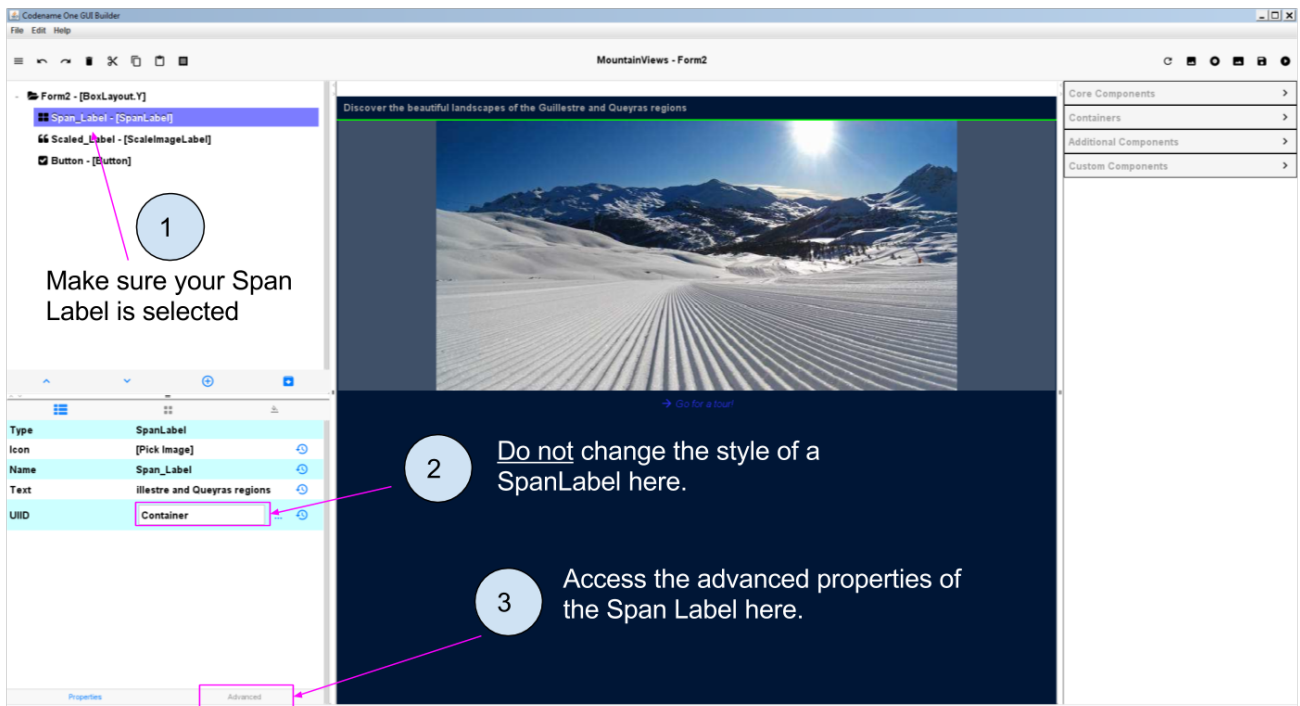 Codename One GUI Builder
File Edit Help
MountainViews - Form2
Form2 - [BoxLayout.Y]
Span_Label - [SpanLabel]
Scaled_Label - [ScaleImageLabel]
Button - [Button]
1
Make sure your Span
Label is selected
Discover the beautiful landscapes of the Guillestre and Queyras regions
Go for a tour!
Core Components
Containers
Additional Components
Custom Components
Type SpanLabel
Icon [Pick Image]
Name Span_Label
Text illestre and Queyras regions
UIID Container ...
2
Do not change the style of a
SpanLabel here.
3
Access the advanced properties of
the Span Label here.
Properties Advanced